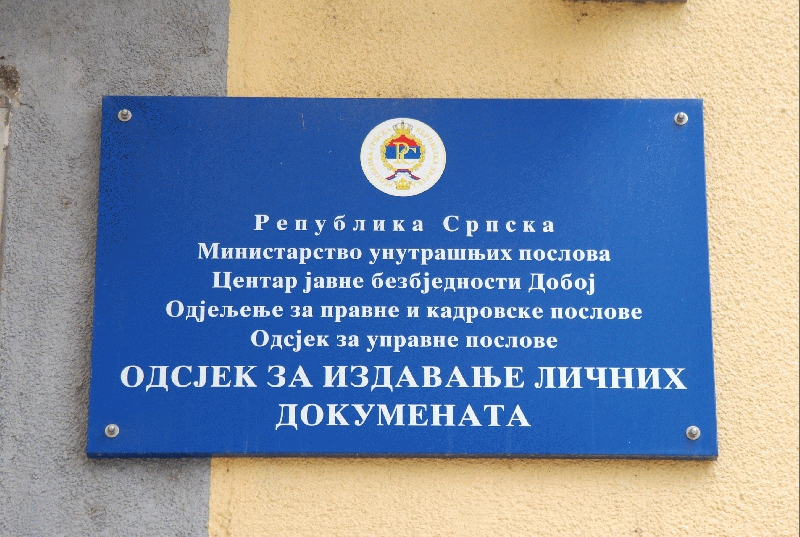 Република Српска
Министарство унутрашњих послова
Центар јавне безбједности Добој
Одјељење за правне и кадровске послове
Одсјек за управне послове
ОДСЈЕК ЗА ИЗДАВАЊЕ ЛИЧНИХ
ДОКУМЕНАТА